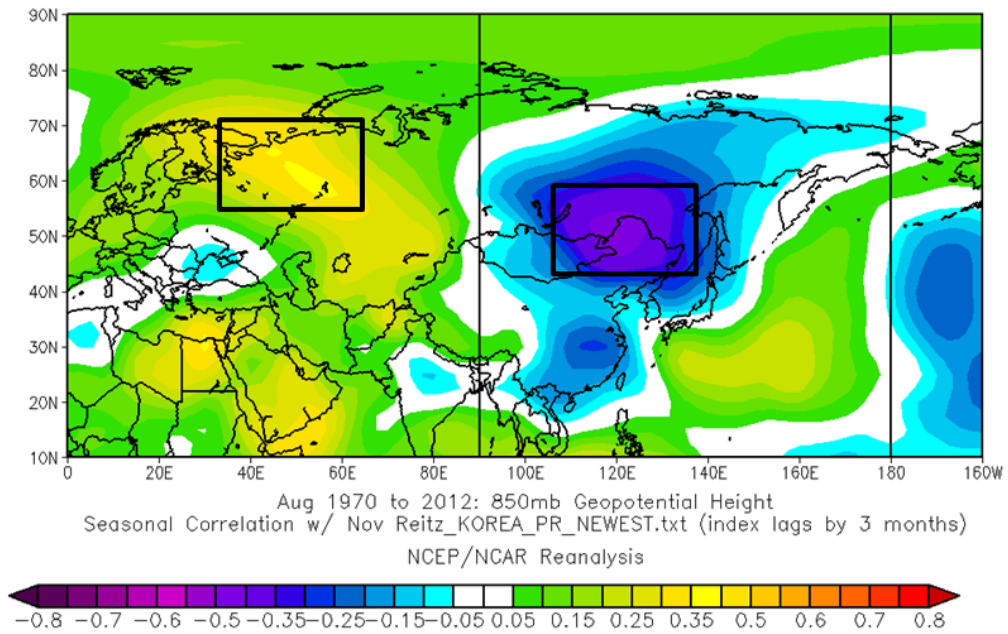 90N
80N
70N
60N
50N
40N
30N
20N
10N
0 20E 40E 60E 80E 100E 120E 140E 160E 180 160W
Aug 1970 to 2012: 850mb Geopotential Height
Seasonal Correlation w/ Nov Reitz_KOREA_PR_NEWEST.txt (index lags by 3 months)
NCEP/NCAR Reanalysis
-0.8 -0.7 -0.6 -0.5 -0.35 -0.25 -0.15 -0.05 0.05 0.15 0.25 0.35 0.5 0.6 0.7 0.8